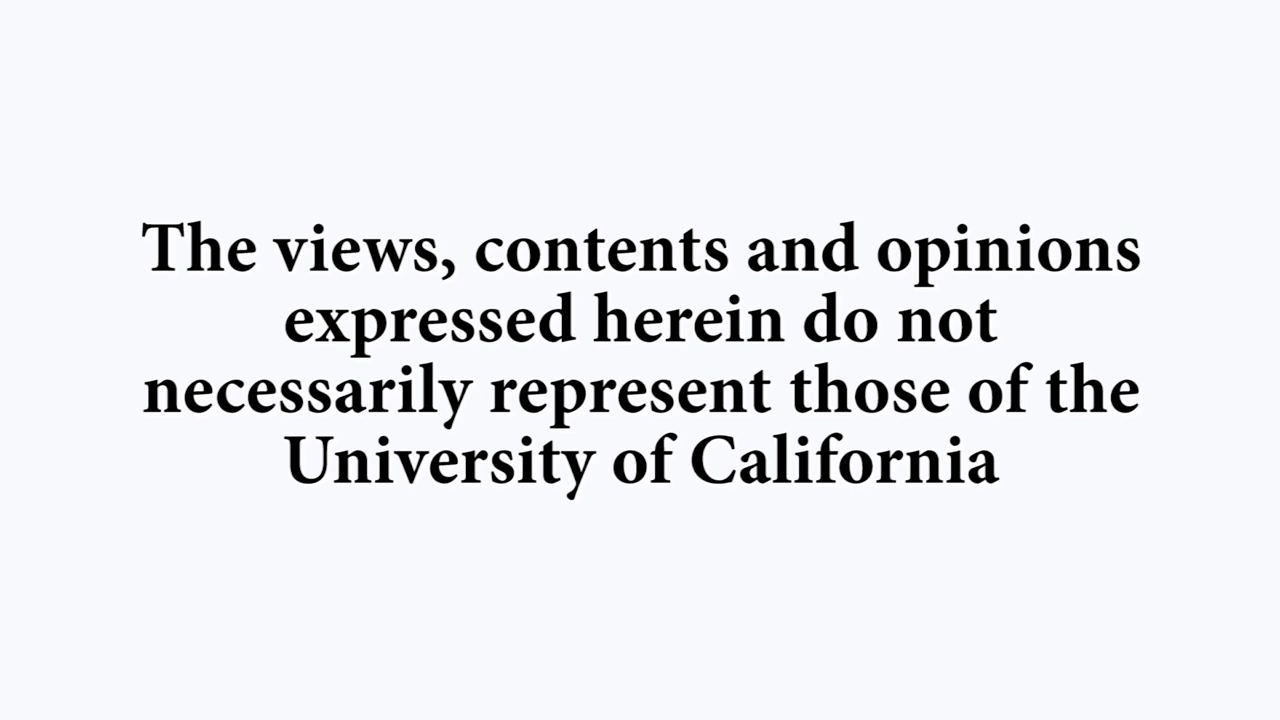 The views, contents and opinions
expressed herein do not
necessarily represent those of the
University of California